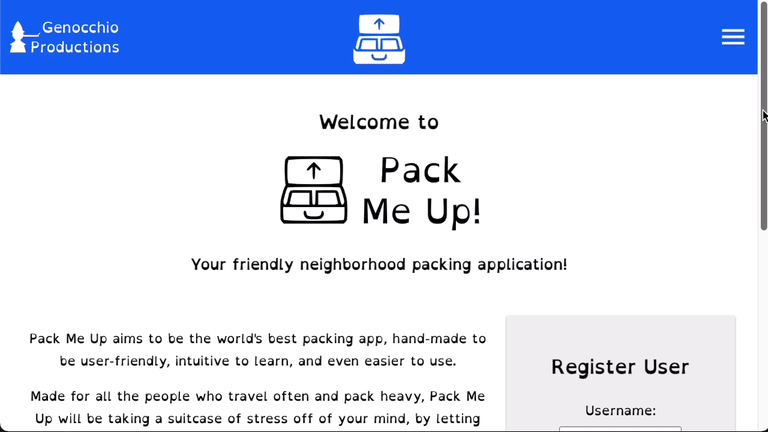 Genocchio
Productions
Welcome to
Pack
Me Up!
Your friendly neighborhood packing application!
Pack Me Up aims to be the world's best packing app, hand-made to
be user-friendly, intuitive to learn, and even easier to use.
Made for all the people who travel often and pack heavy, Pack Me
Up will be taking a suitcase of stress off of your mind, by letting
Register User
Username: